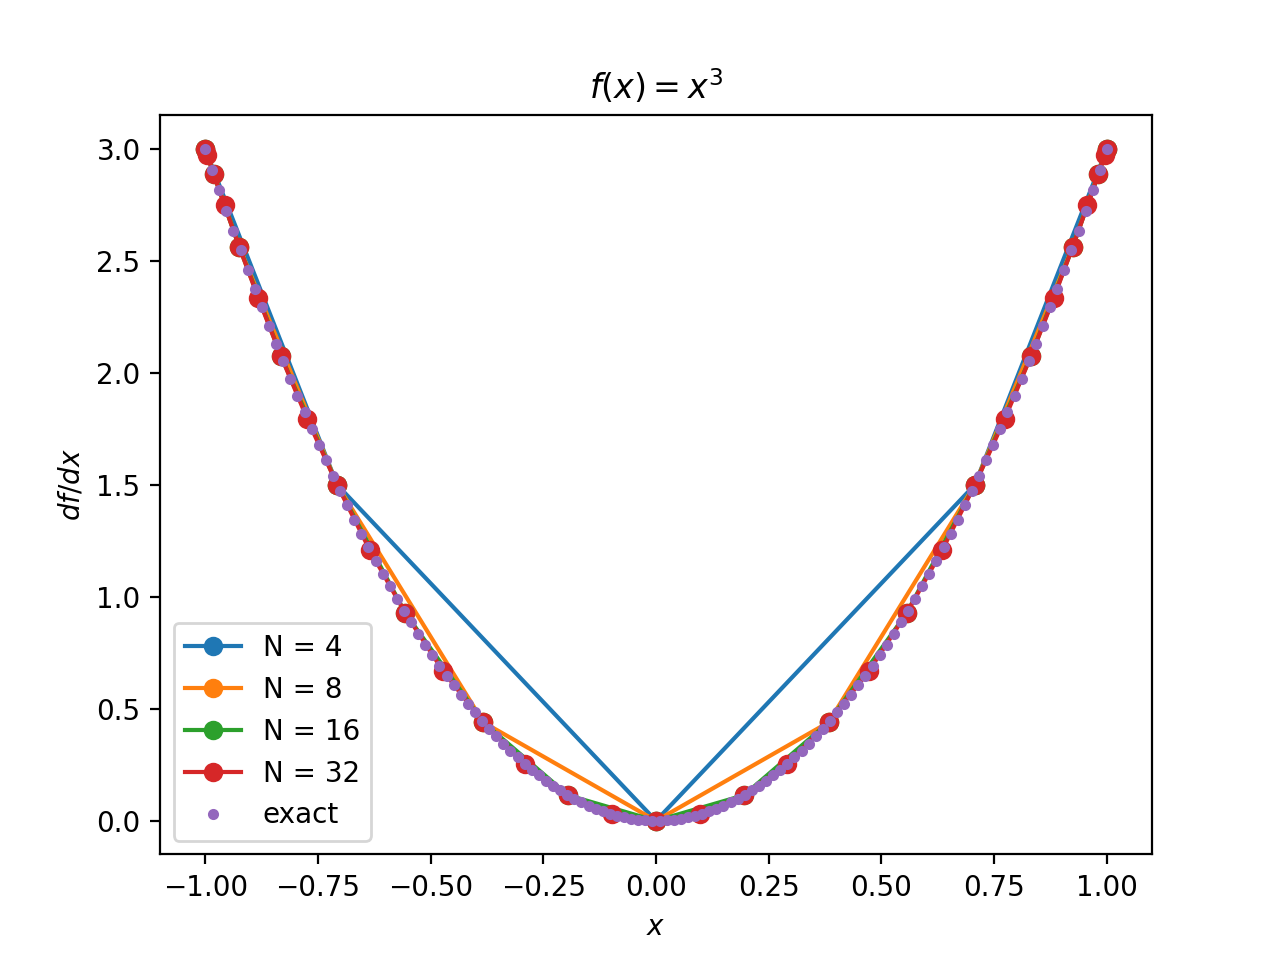 f(x) = x³
3.0
2.5
2.0
1.5
1.0
0.5
0.0
df/dx
N = 4
N = 8
N = 16
N = 32
exact
−1.00 −0.75 −0.50 −0.25 0.00 0.25 0.50 0.75 1.00
x